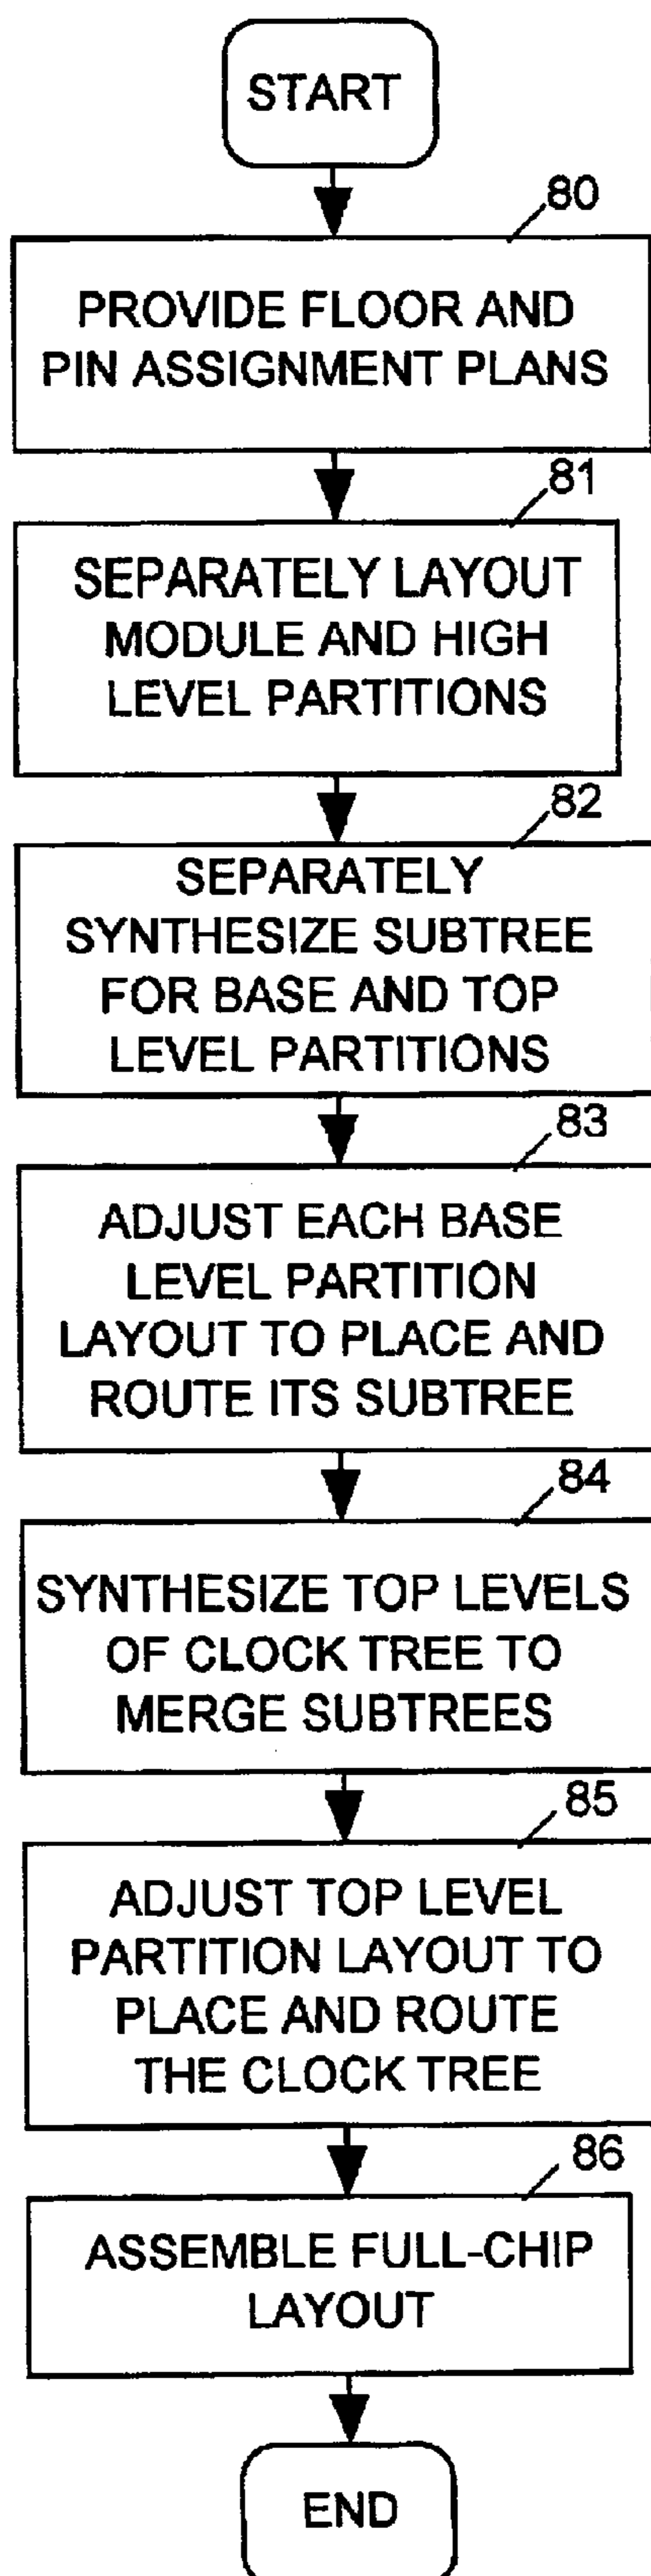 START
80
PROVIDE FLOOR AND
PIN ASSIGNMENT PLANS
81
SEPARATELY LAYOUT
MODULE AND HIGH
LEVEL PARTITIONS
82
SEPARATELY
SYNTHESIZE SUBTREE
FOR BASE AND TOP
LEVEL PARTITIONS
83
ADJUST EACH BASE
LEVEL PARTITION
LAYOUT TO PLACE AND
ROUTE ITS SUBTREE
84
SYNTHESIZE TOP LEVELS
OF CLOCK TREE TO
MERGE SUBTREES
85
ADJUST TOP LEVEL
PARTITION LAYOUT TO
PLACE AND ROUTE
THE CLOCK TREE
86
ASSEMBLE FULL-CHIP
LAYOUT
END